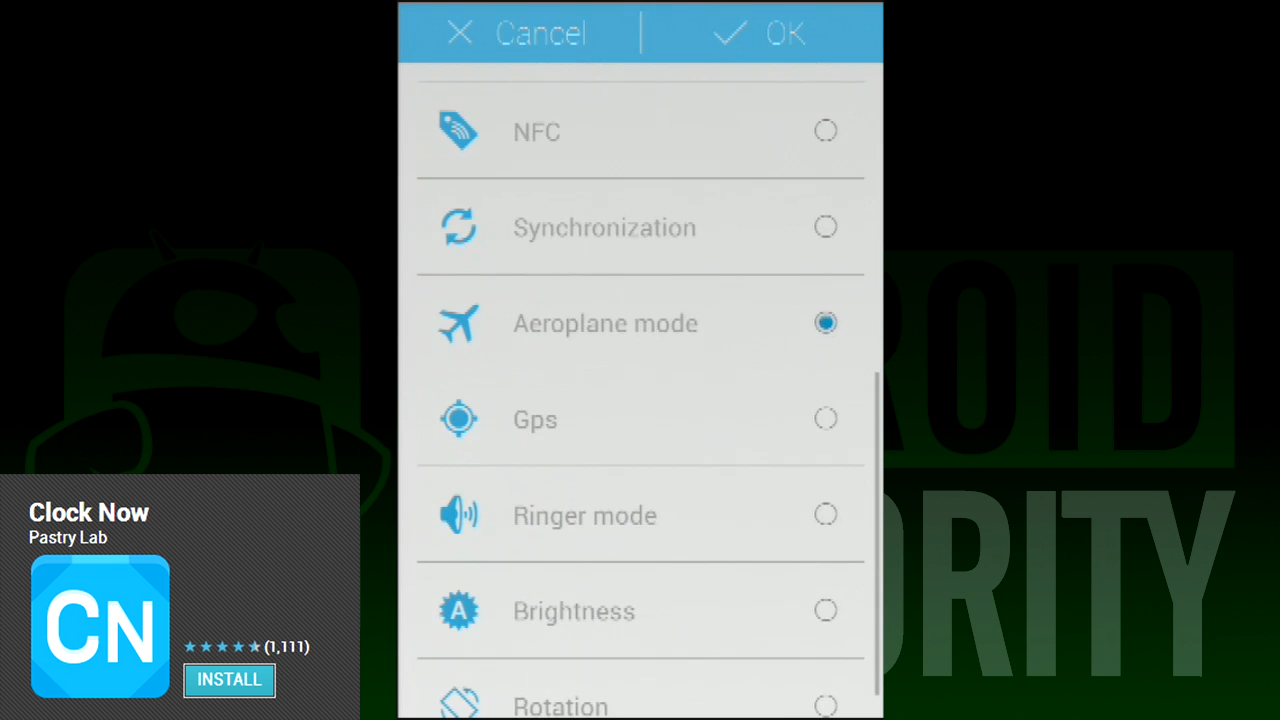 Cancel
OK
NFC
Synchronization
Aeroplane mode
Gps
Ringer mode
A
Brightness
Rotation
Clock Now
Pastry Lab
CN
(1,111)
INSTALL
ROID
ORITY